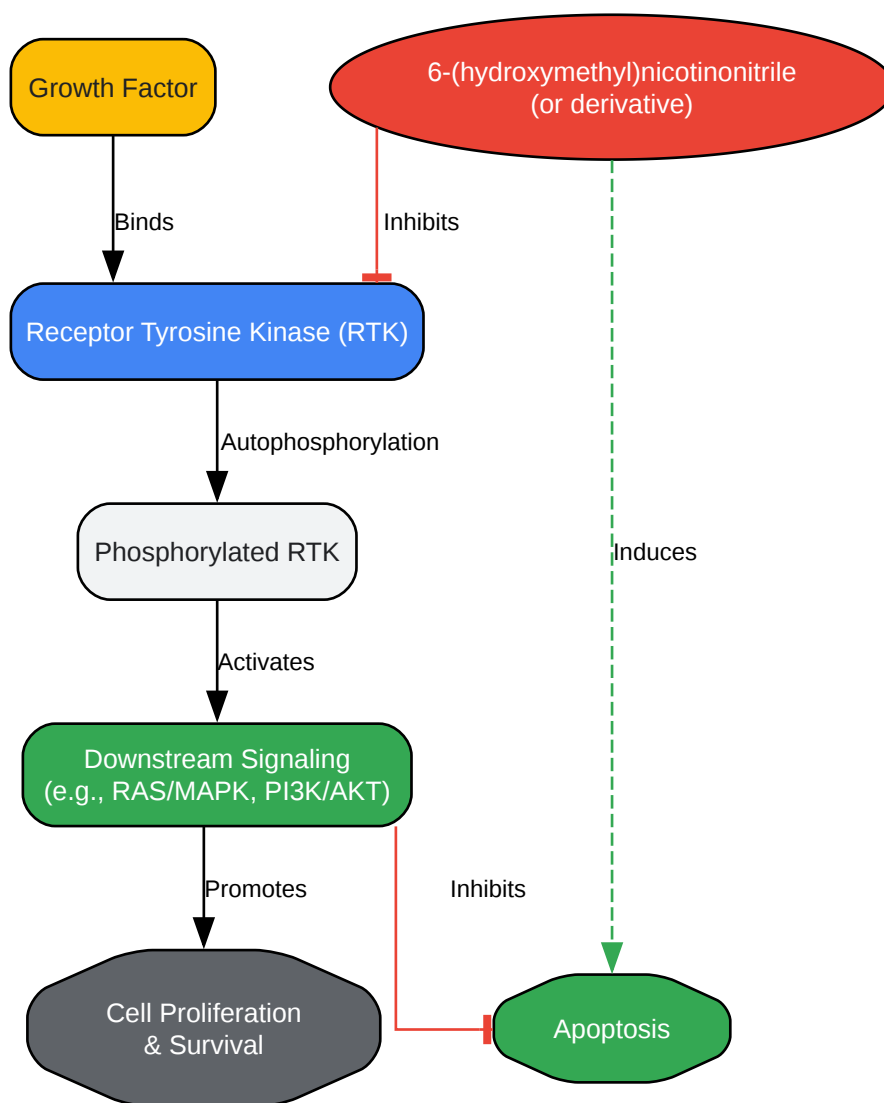 Growth Factor
6-(hydroxymethyl)nicotinonitrile
(or derivative)
Binds
Inhibits
Receptor Tyrosine Kinase (RTK)
Autophosphorylation
Phosphorylated RTK
Induces
Activates
Downstream Signaling
(e.g., RAS/MAPK, PI3K/AKT)
Promotes
Inhibits
Cell Proliferation
& Survival
Apoptosis